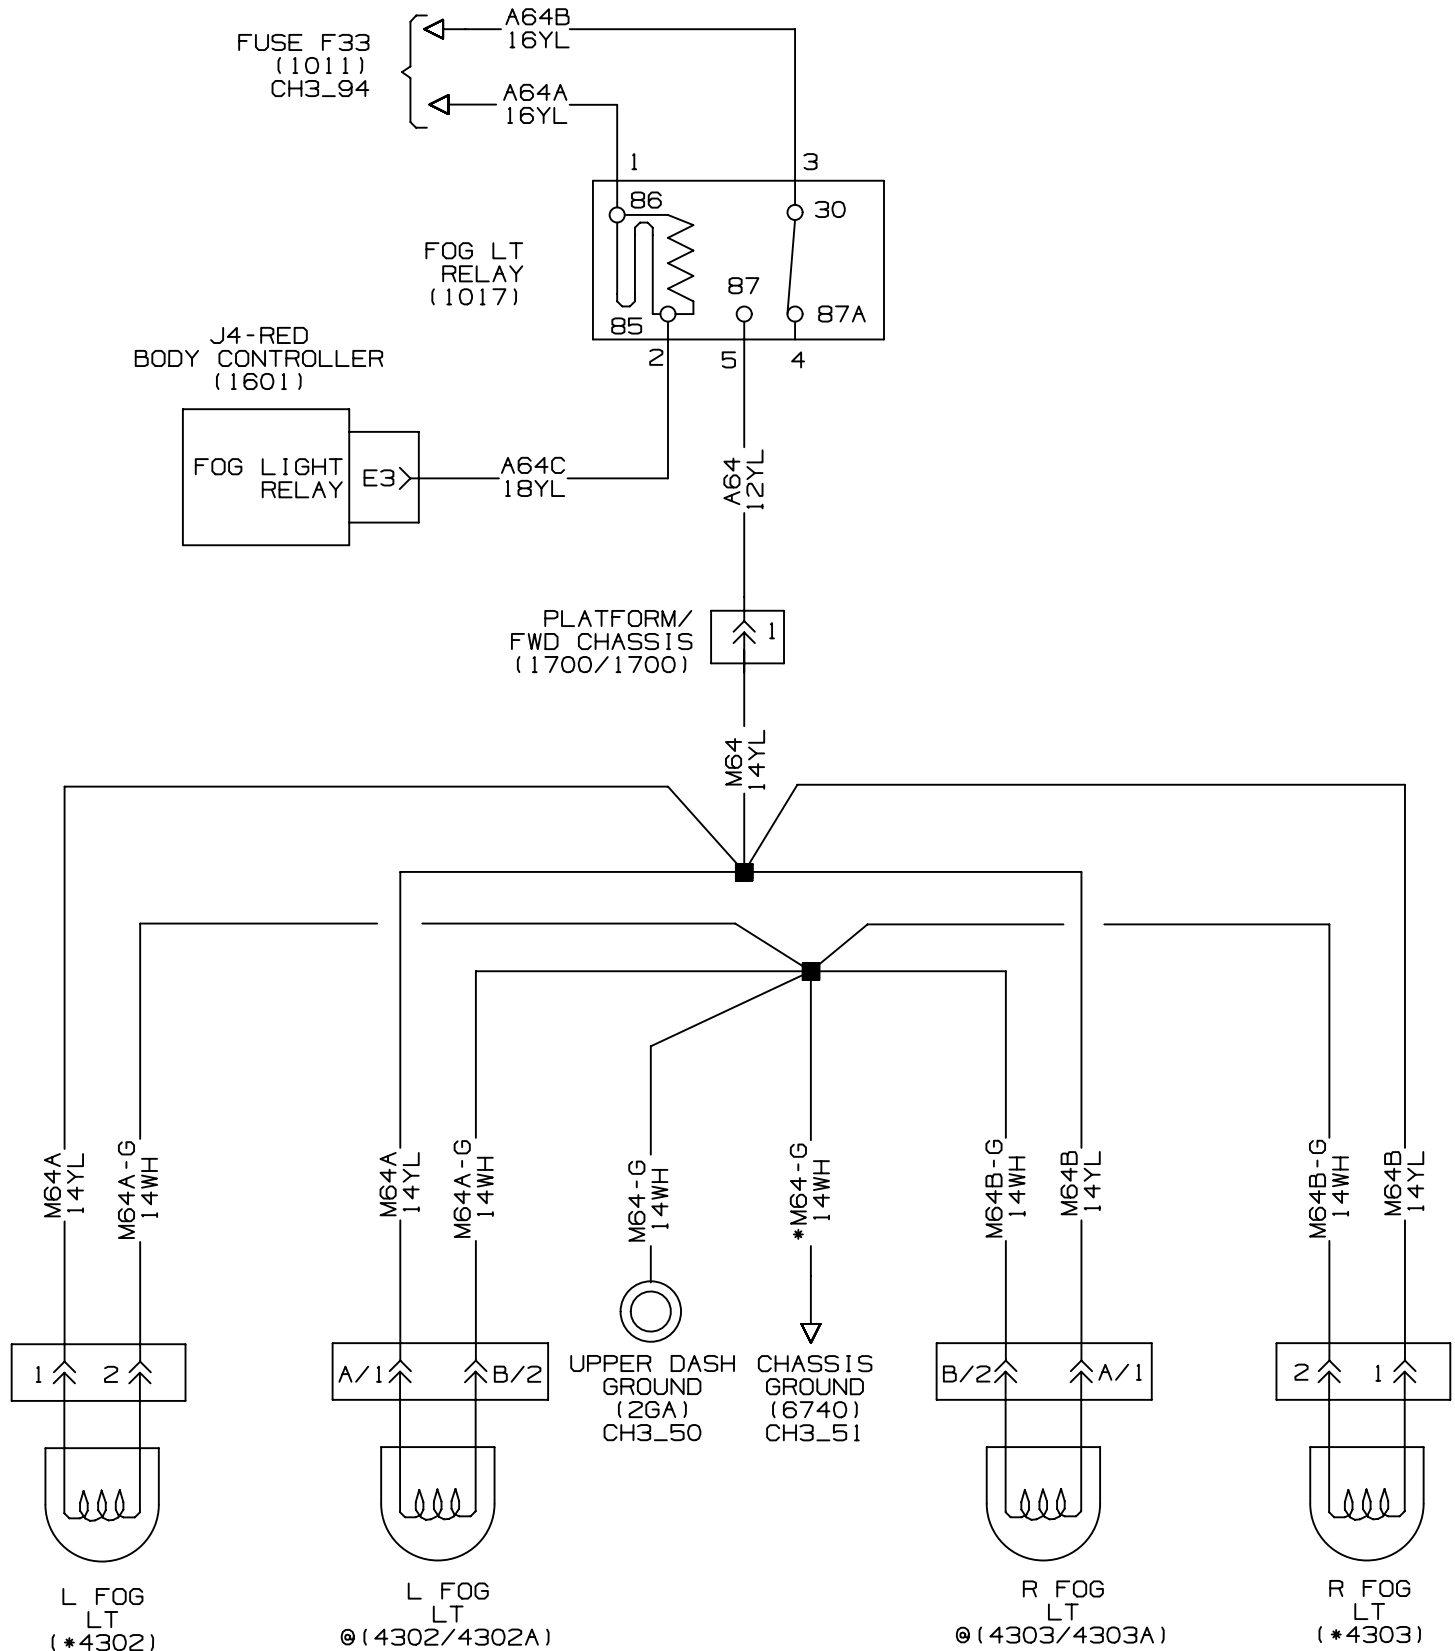 A64B
16YL
FUSE F33
(1011)
CH3_94
A64A
16YL
1
3
86
30
FOG LT
RELAY
(1017)
87
85
87A
2
5
4
J4-RED
BODY CONTROLLER
(1601)
FOG LIGHT
RELAY
E3
A64C
18YL
A64
12YL
PLATFORM/
FWD CHASSIS
(1700/1700)
1
M64
14YL
M64A
14YL
M64A-G
14WH
M64A
14YL
M64A-G
14WH
M64-G
14WH
*M64-G
14WH
M64B-G
14WH
M64B
14YL
M64B-G
14WH
M64B
14YL
1
2
A/1
B/2
UPPER DASH
GROUND
(2GA)
CH3_50
CHASSIS
GROUND
(6740)
CH3_51
B/2
A/1
2
1
L FOG
LT
(*4302)
L FOG
LT
@(4302/4302A)
R FOG
LT
@(4303/4303A)
R FOG
LT
(*4303)